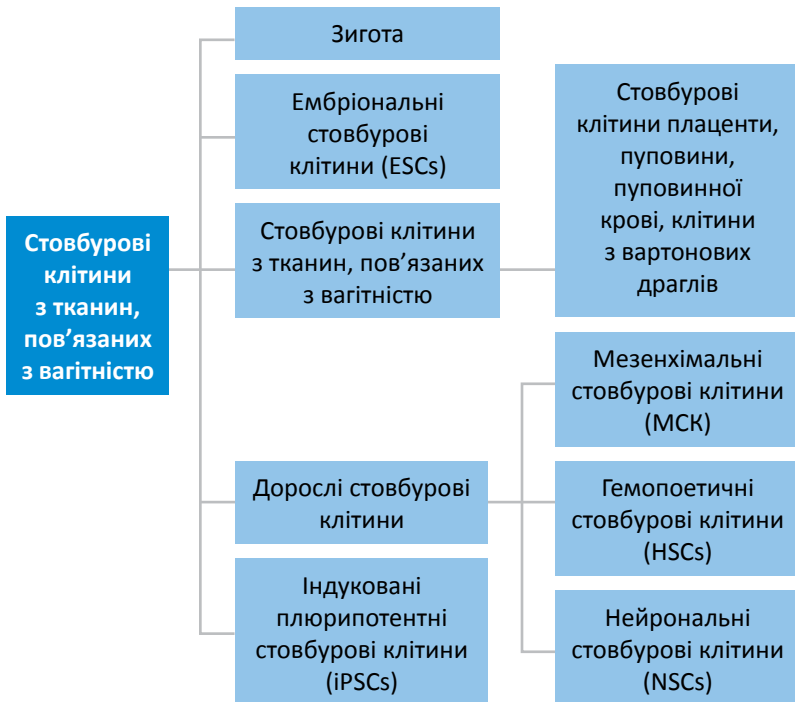 Стовбурові
клітини
з тканин,
пов’язаних
з вагітністю
Зигота
Ембріональні
стовбурові
клітини (ESCs)
Стовбурові клітини
з тканин, пов’язаних
з вагітністю
Стовбурові
клітини плаценти,
пуповини,
пуповинної
крові, клітини
з вартонових
драглів
Дорослі стовбурові
клітини
Мезенхімальні
стовбурові клітини
(МСК)
Гемопоетичні
стовбурові клітини
(HSCs)
Нейрональні
стовбурові клітини
(NSCs)
Індуковані
плюрипотентні
стовбурові клітини
(iPSCs)